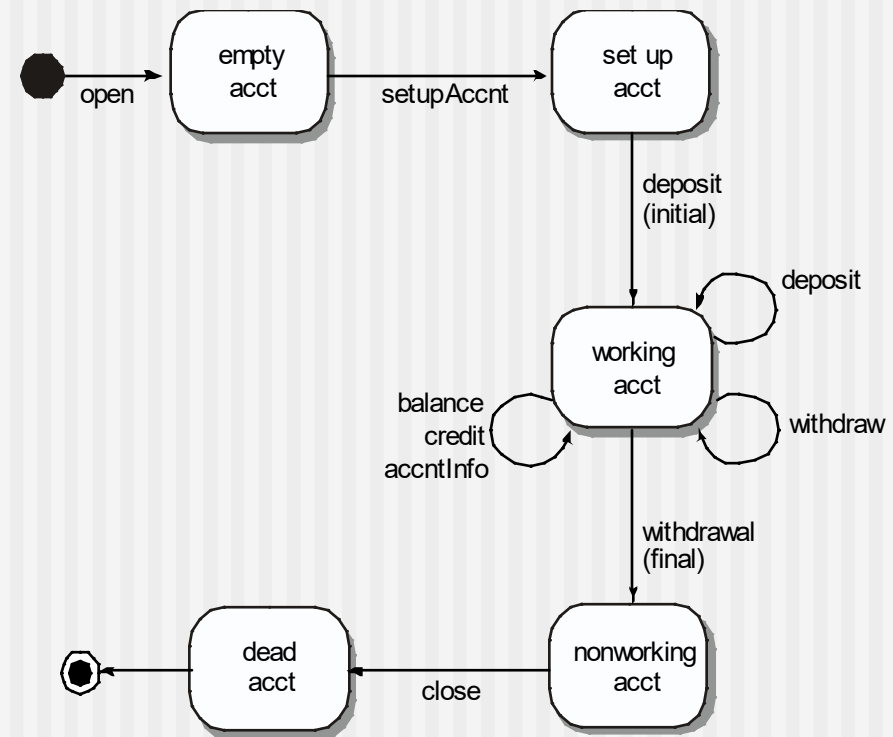 empty
acct
open
setupAccnt
set up
acct
deposit
(initial)
deposit
working
acct
balance
credit
accntInfo
withdraw
withdrawal
(final)
dead
acct
close
nonworking
acct